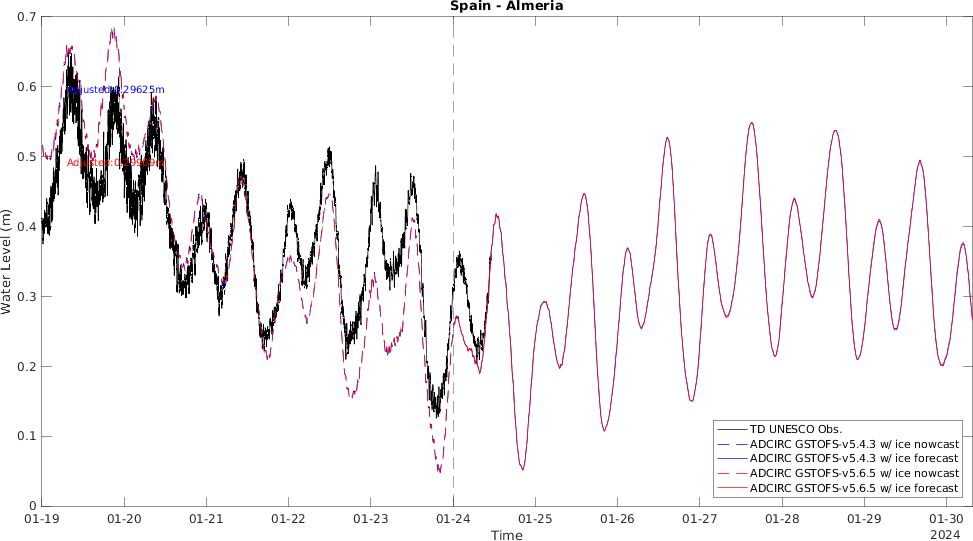 Spain - Almeria
0.7
0.6
0.5
0.4
0.3
0.2
0.1
0
Water Level (m)
01-19 01-20 01-21 01-22 01-23 01-24 01-25 01-26 01-27 01-28 01-29 01-30
2024
Time
TD UNESCO Obs.
ADCIRC GSTOFS-v5.4.3 w/ ice nowcast
ADCIRC GSTOFS-v5.4.3 w/ ice forecast
ADCIRC GSTOFS-v5.6.5 w/ ice nowcast
ADCIRC GSTOFS-v5.6.5 w/ ice forecast